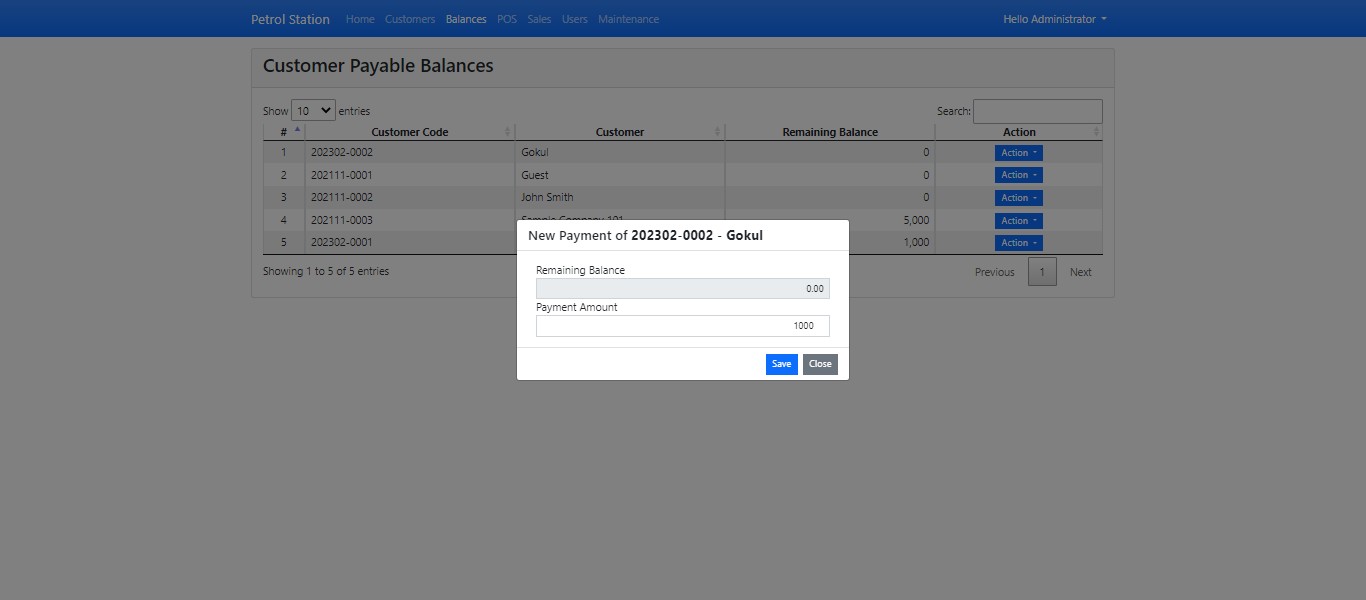 Petrol Station Home Customers Balances POS Sales Users Maintenance Hello Administrator
Customer Payable Balances
Show 10 entries Search:
# Customer Code Customer Remaining Balance Action
1 202302-0002 Gokul 0 Action
2 202111-0001 Guest 0 Action
3 202111-0002 John Smith 0 Action
4 202111-0003 Sample Company 101 5,000 Action
5 202302-0001 1,000 Action
Showing 1 to 5 of 5 entries Previous 1 Next
New Payment of 202302-0002 - Gokul
Remaining Balance
0.00
Payment Amount
1000
Save Close